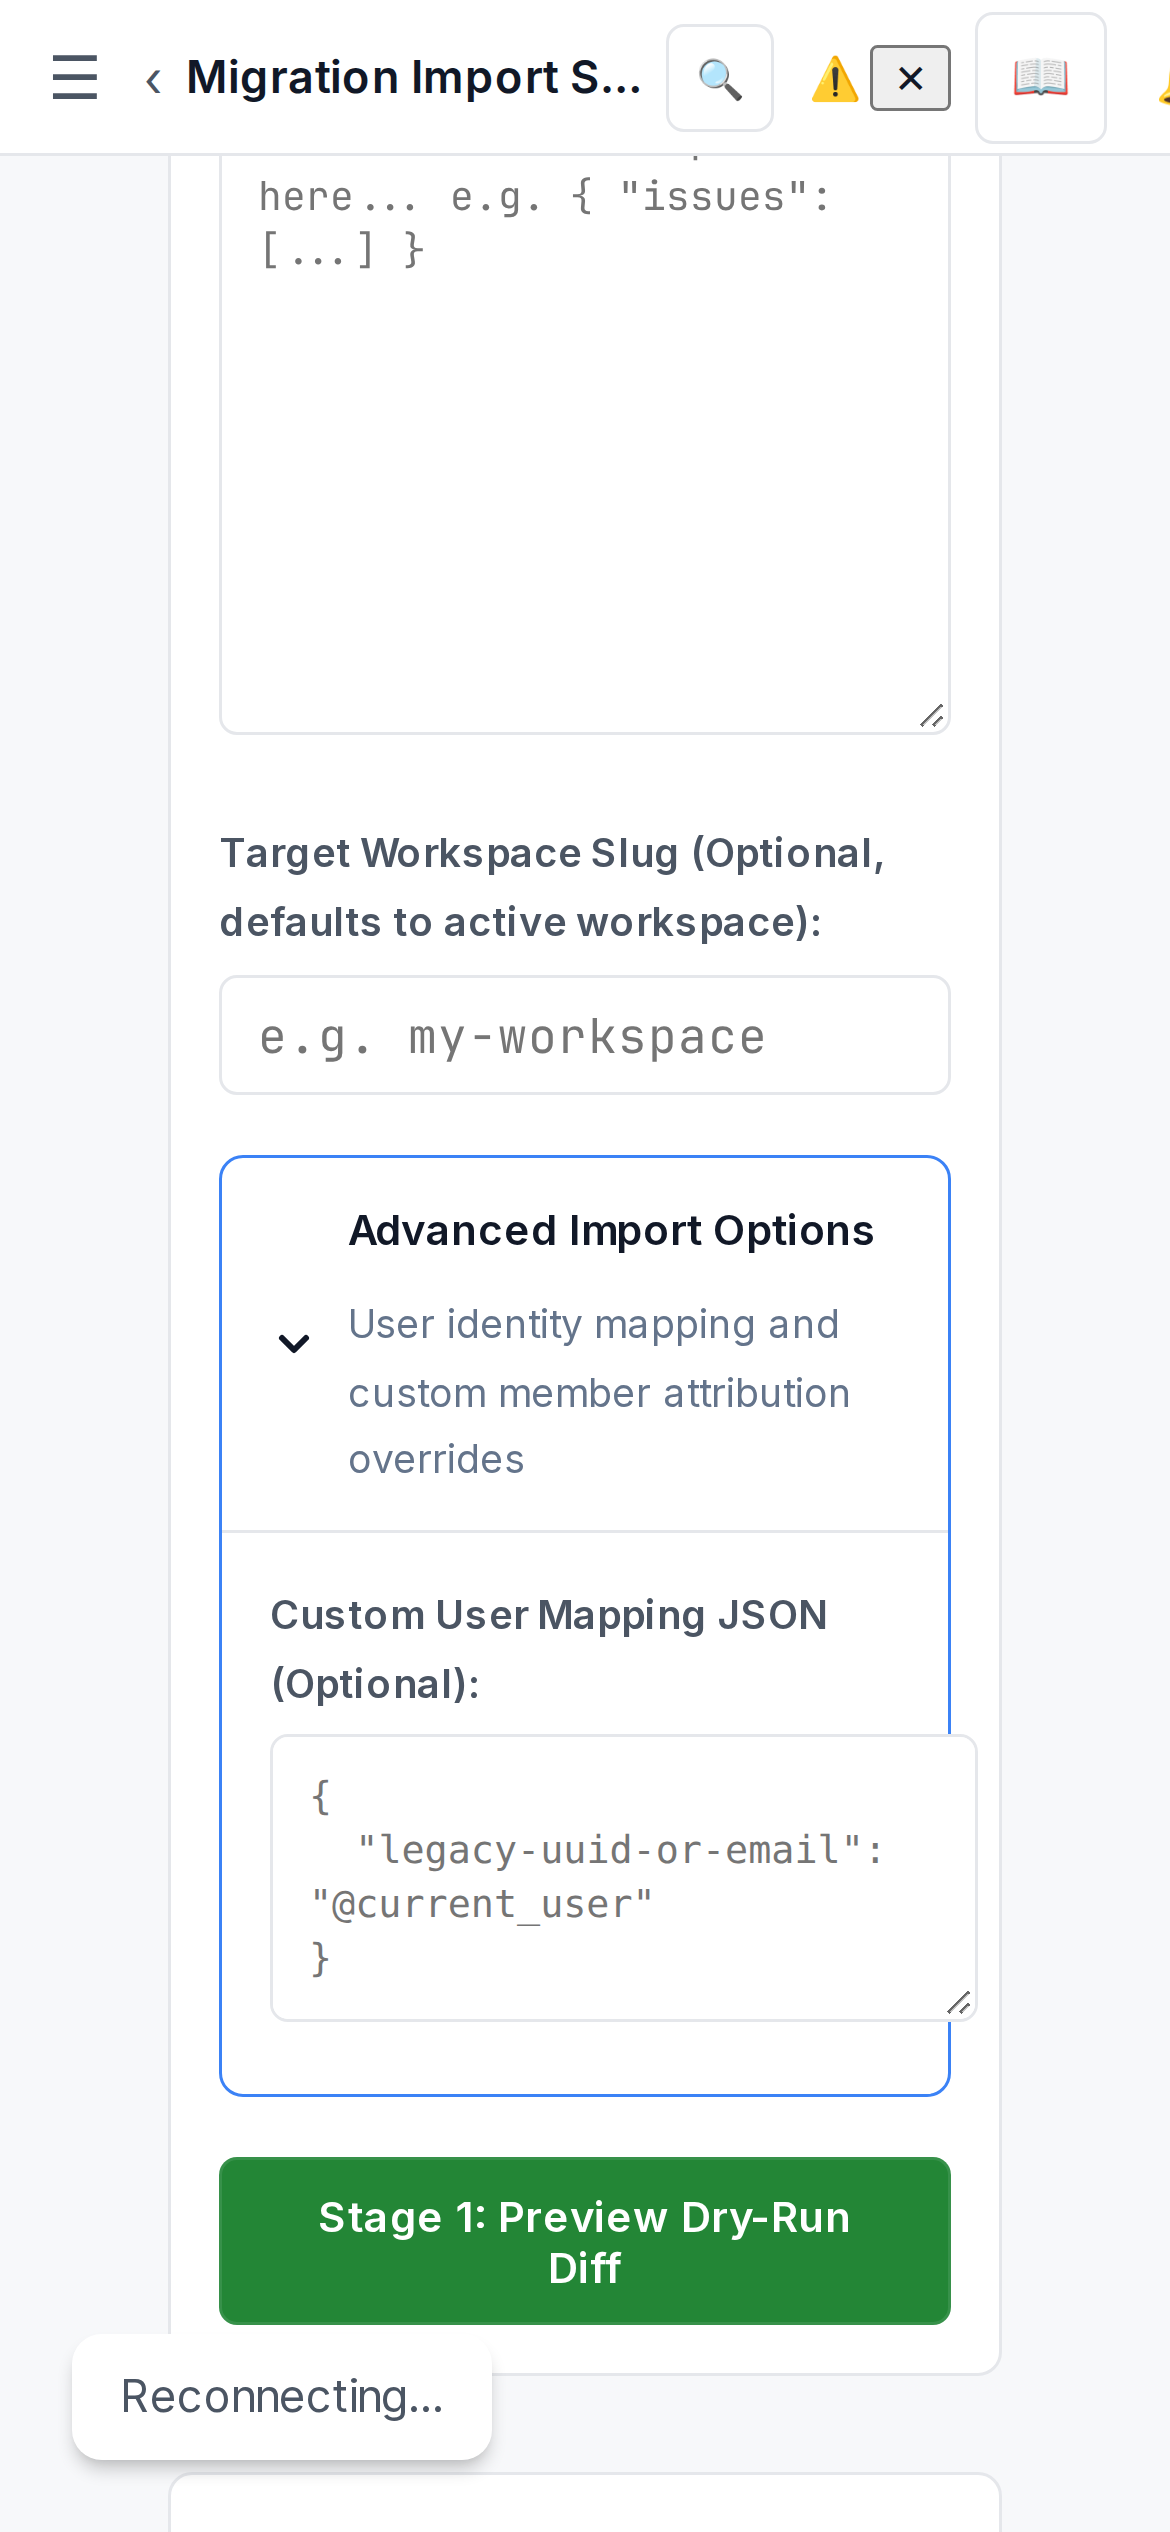 Migration Import S...
here... e.g. { "issues":
[...] }
Target Workspace Slug (Optional,
defaults to active workspace):
e.g. my-workspace
Advanced Import Options
User identity mapping and
custom member attribution
overrides
Custom User Mapping JSON
(Optional):
{
"legacy-uuid-or-email":
"@current_user"
}
Stage 1: Preview Dry-Run
Diff
Reconnecting...